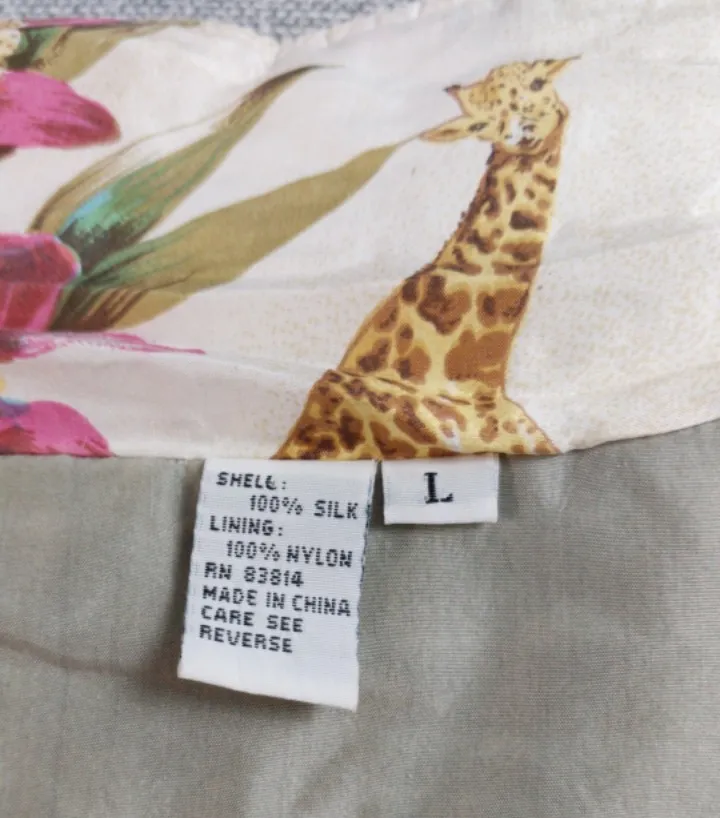 SHELL:
100% SILK
LINING:
100% NYLON
RN 83814
MADE IN CHINA
CARE SEE
REVERSE
L